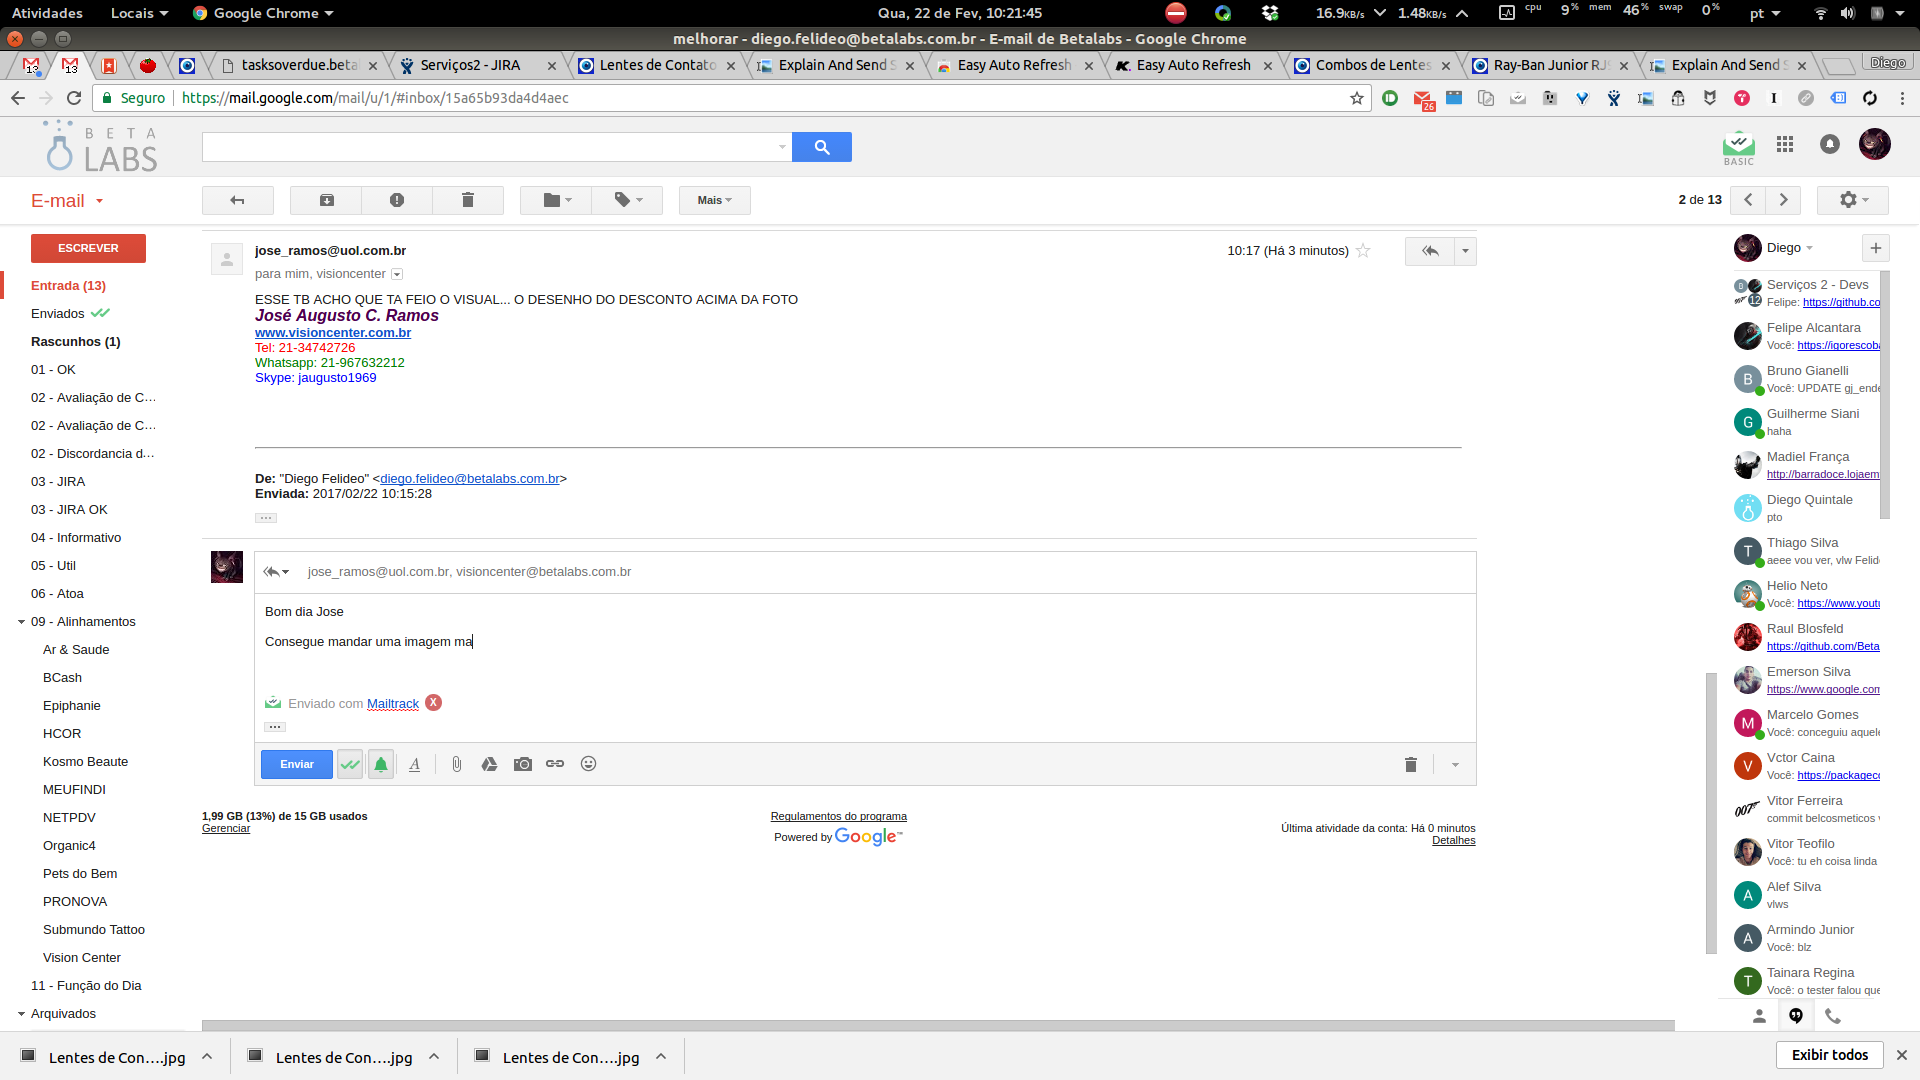 Atividades Locais Google Chrome Qua, 22 de Fev, 10:21:45 16.9KB/s 1.48KB/s cpu 9% mem 46% swap 0% pt
melhorar - diego.felideo@betalabs.com.br - E-mail de Betalabs - Google Chrome
13 13 tasksoverdue.beta Serviços2 - JIRA Lentes de Contato Explain And Send S Easy Auto Refresh Easy Auto Refresh Combos de Lentes Ray-Ban Junior RJ Explain And Send S Diego
Seguro https://mail.google.com/mail/u/1/#inbox/15a65b93da4d4aec 26
BETA
LABS
BASIC
E-mail Mais 2 de 13
ESCREVER
Entrada (13)
Enviados
Rascunhos (1)
01 - OK
02 - Avaliação de C...
02 - Avaliação de C...
02 - Discordancia d...
03 - JIRA
03 - JIRA OK
04 - Informativo
05 - Util
06 - Atoa
09 - Alinhamentos
Ar & Saude
BCash
Epiphanie
HCOR
Kosmo Beaute
MEUFINDI
NETPDV
Organic4
Pets do Bem
PRONOVA
Submundo Tattoo
Vision Center
11 - Função do Dia
Arquivados
jose_ramos@uol.com.br 10:17 (Há 3 minutos)
para mim, visioncenter
ESSE TB ACHO QUE TA FEIO O VISUAL... O DESENHO DO DESCONTO ACIMA DA FOTO
José Augusto C. Ramos
www.visioncenter.com.br
Tel: 21-34742726
Whatsapp: 21-967632212
Skype: jaugusto1969
De: "Diego Felideo" <diego.felideo@betalabs.com.br>
Enviada: 2017/02/22 10:15:28
jose_ramos@uol.com.br, visioncenter@betalabs.com.br
Bom dia Jose
Consegue mandar uma imagem ma
Enviado com Mailtrack X
Enviar
1,99 GB (13%) de 15 GB usados
Gerenciar
Regulamentos do programa
Powered by Google™
Última atividade da conta: Há 0 minutos
Detalhes
Diego
Serviços 2 - Devs
12 Felipe: https://github.co
Felipe Alcantara
Você: https://igorescoba
B Bruno Gianelli
Você: UPDATE gj_ende
G Guilherme Siani
haha
Madiel França
http://barradoce.lojaem
Diego Quintale
pto
T Thiago Silva
aeee vou ver, vlw Felid
Helio Neto
Você: https://www.youtu
Raul Blosfeld
https://github.com/Beta
Emerson Silva
https://www.google.com
M Marcelo Gomes
Você: conceguiu aquele
V Vctor Caina
Você: https://packagec
007 Vitor Ferreira
commit belcosmeticos
Vitor Teofilo
Você: tu eh coisa linda
A Alef Silva
vlws
A Armindo Junior
Você: blz
T Tainara Regina
Você: o tester falou que
Lentes de Con....jpg Lentes de Con....jpg Lentes de Con....jpg Exibir todos